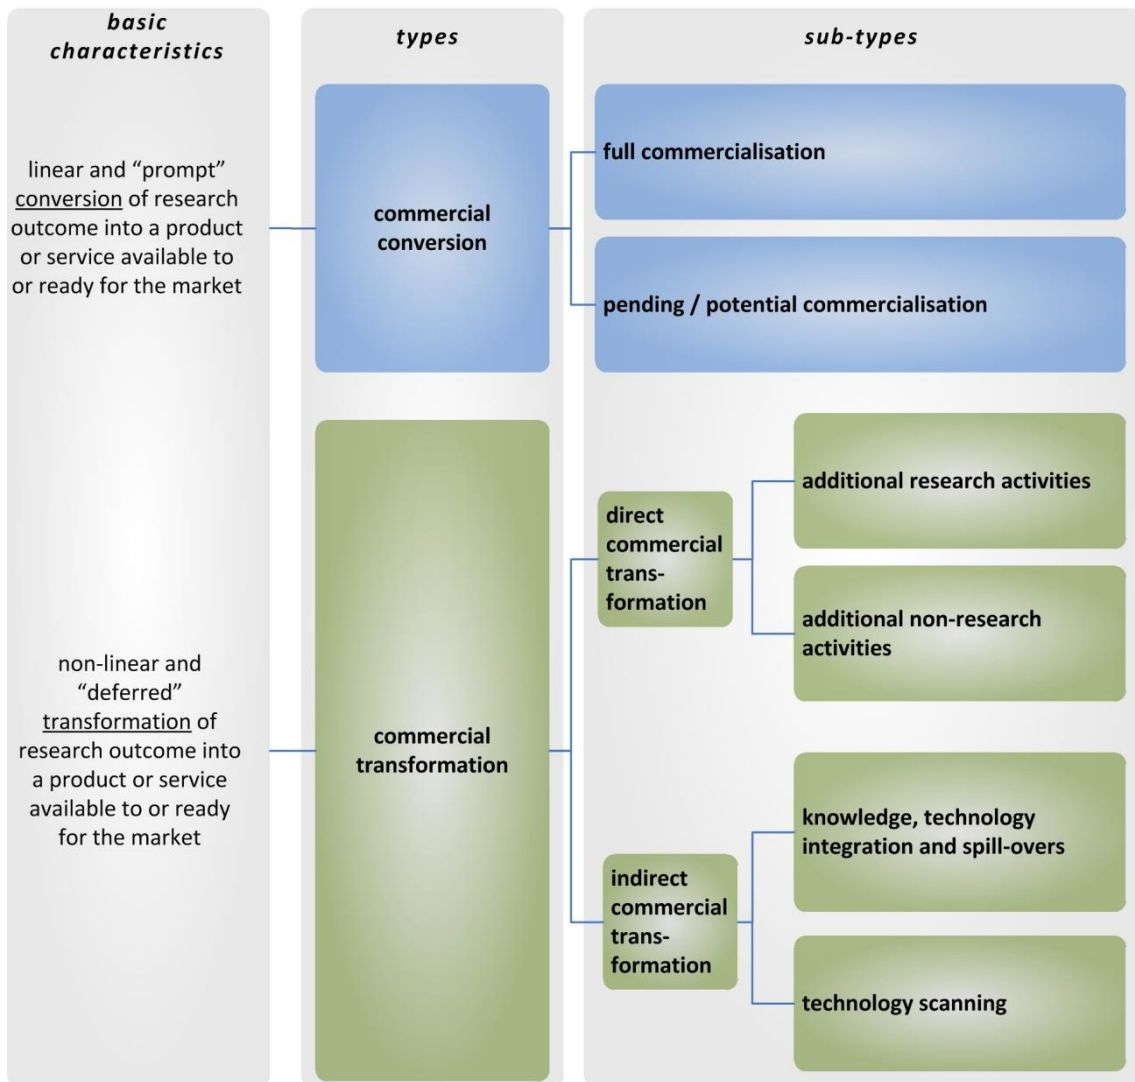 basic
characteristics
types
sub-types
linear and “prompt”
conversion of research
outcome into a product
or service available to
or ready for the market
commercial
conversion
full commercialisation
pending / potential commercialisation
non-linear and
“deferred”
transformation of
research outcome into
a product or service
available to or ready
for the market
commercial
transformation
direct
commercial
trans-
formation
additional research activities
additional non-research
activities
indirect
commercial
trans-
formation
knowledge, technology
integration and spill-overs
technology scanning